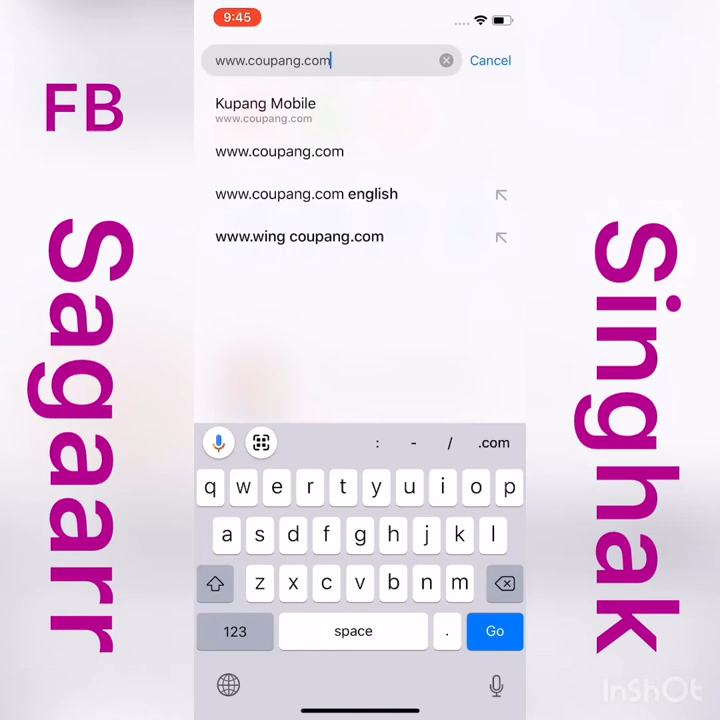 9:45
www.coupang.com
Cancel
Kupang Mobile
www.coupang.com
www.coupang.com
www.coupang.com english
www.wing coupang.com
: - / .com
q w e r t y u i o p
a s d f g h j k l
z x c v b n m
123 space . Go
FB
Sagaarr
Singhak
InShOt